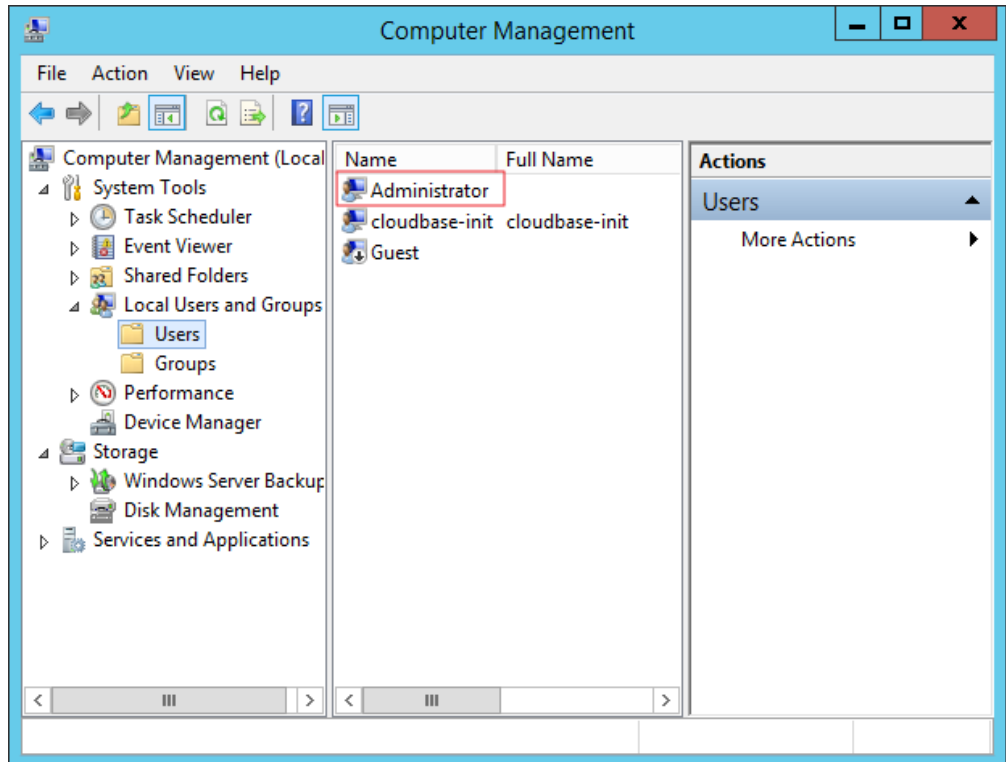 Computer Management
File Action View Help
Computer Management (Local
System Tools
Task Scheduler
Event Viewer
Shared Folders
Local Users and Groups
Users
Groups
Performance
Device Manager
Storage
Windows Server Backup
Disk Management
Services and Applications
Name Full Name
Administrator
cloudbase-init cloudbase-init
Guest
Actions
Users
More Actions